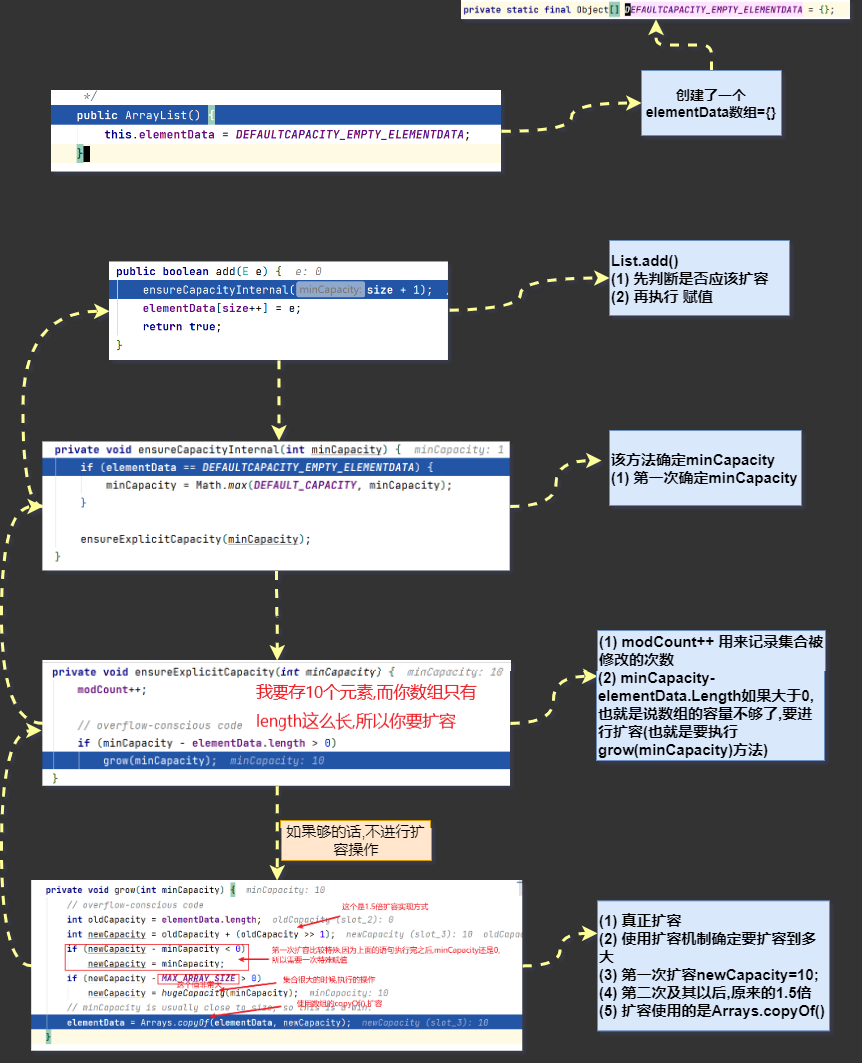 private static final Object[] DEFAULTCAPACITY_EMPTY_ELEMENTDATA = {};
创建了一个
elementData数组={}
*/
public ArrayList() {
this.elementData = DEFAULTCAPACITY_EMPTY_ELEMENTDATA;
}
public boolean add(E e) { e: 0
ensureCapacityInternal( minCapacity: size + 1);
elementData[size++] = e;
return true;
}
List.add()
(1) 先判断是否应该扩容
(2) 再执行 赋值
private void ensureCapacityInternal(int minCapacity) { minCapacity: 1
if (elementData == DEFAULTCAPACITY_EMPTY_ELEMENTDATA) {
minCapacity = Math.max(DEFAULT_CAPACITY, minCapacity);
}
ensureExplicitCapacity(minCapacity);
}
该方法确定minCapacity
(1) 第一次确定minCapacity
private void ensureExplicitCapacity(int minCapacity) { minCapacity: 10
modCount++;
我要存10个元素,而你数组只有
length这么长,所以你要扩容
// overflow-conscious code
if (minCapacity - elementData.length > 0)
grow(minCapacity); minCapacity: 10
}
(1) modCount++ 用来记录集合被
修改的次数
(2) minCapacity-
elementData.Length如果大于0,
也就是说数组的容量不够了,要进
行扩容(也就是要执行
grow(minCapacity)方法)
如果够的话,不进行扩
容操作
private void grow(int minCapacity) { minCapacity: 10
// overflow-conscious code
这个是1.5倍扩容实现方式
int oldCapacity = elementData.length; oldCapacity (slot_2): 0
int newCapacity = oldCapacity + (oldCapacity >> 1); newCapacity (slot_3): 10 oldCapac
if (newCapacity - minCapacity < 0)
newCapacity = minCapacity;
第一次扩容比较特殊,因为上面的语句执行完之后,minCapacity还是0,
所以需要一次特殊赋值
if (newCapacity - MAX_ARRAY_SIZE > 0)
集合很大的时候,执行的操作
newCapacity = hugeCapacity(minCapacity); minCapacity: 10
// minCapacity is usually close to size, so this is a win:
使用数组的copyOf()扩容
elementData = Arrays.copyOf(elementData, newCapacity); newCapacity (slot_3): 10
}
(1) 真正扩容
(2) 使用扩容机制确定要扩容到多
大
(3) 第一次扩容newCapacity=10;
(4) 第二次及其以后,原来的1.5倍
(5) 扩容使用的是Arrays.copyOf()